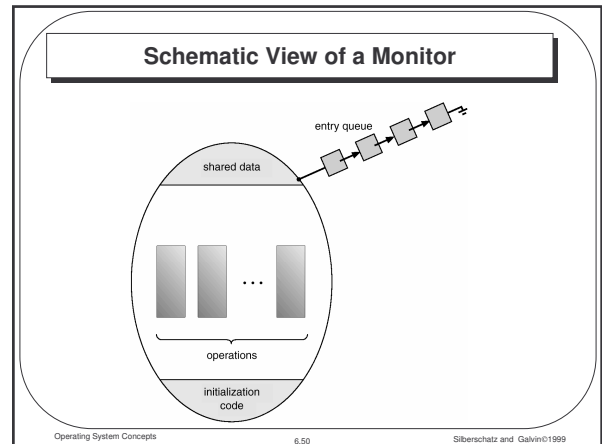 Schematic View of a Monitor
entry queue
shared data
...
operations
initialization
code
Operating System Concepts
6.50
Silberschatz and Galvin©1999